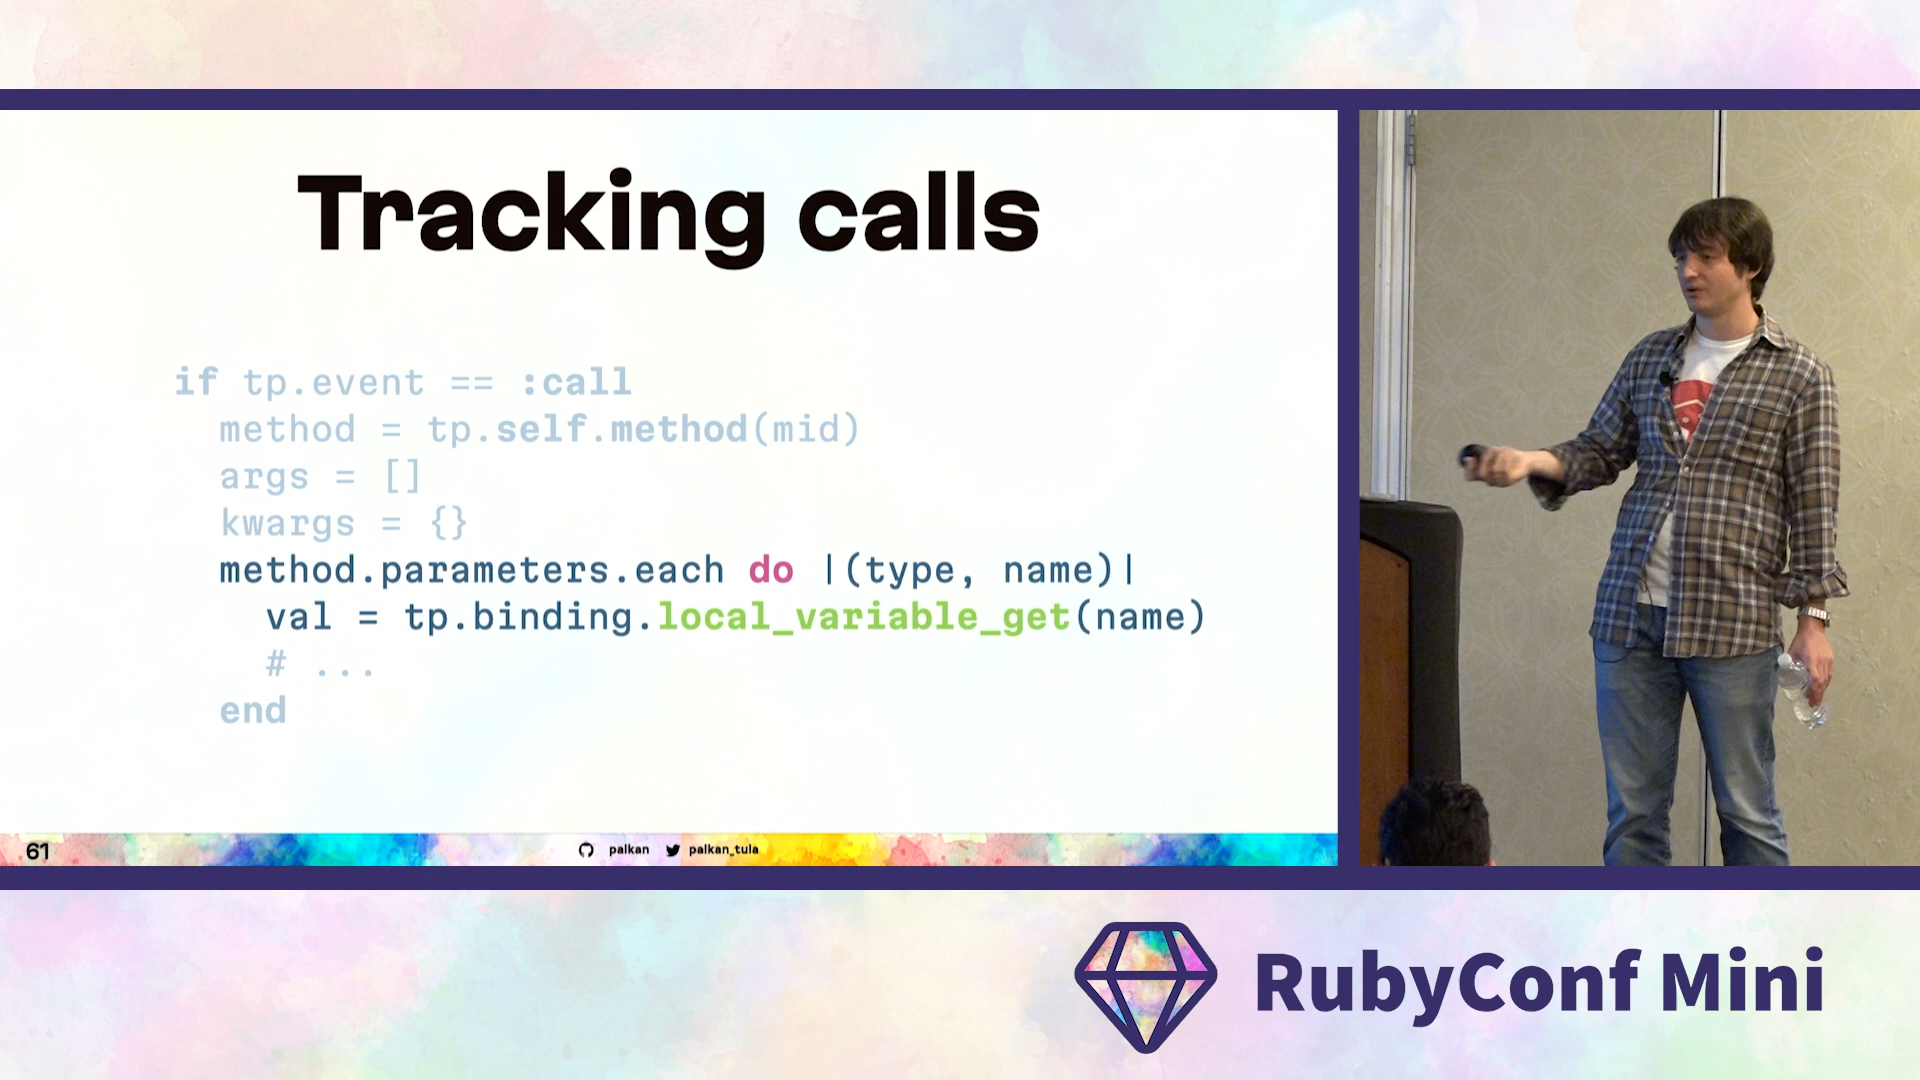 Tracking calls
if tp.event == :call
  method = tp.self.method(mid)
  args = []
  kwargs = {}
  method.parameters.each do |(type, name)|
    val = tp.binding.local_variable_get(name)
    # ...
  end
61 palkan palkan_tula
RubyConf Mini